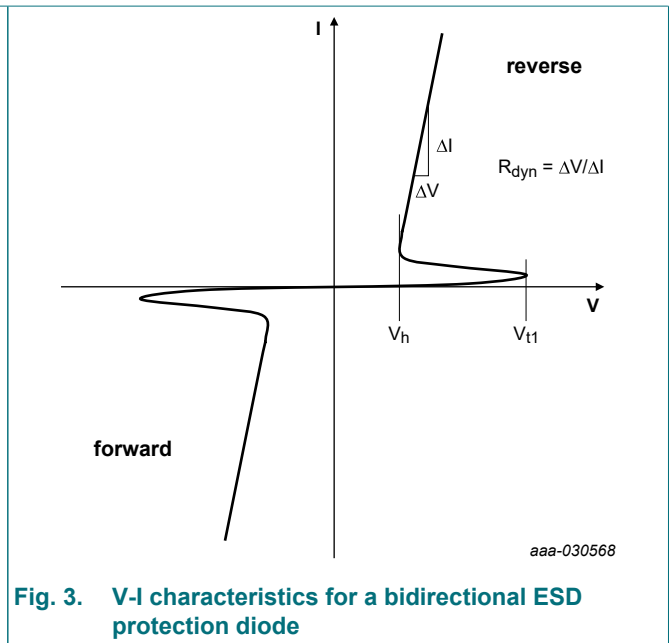 I
reverse
ΔI
R_dyn = ΔV/ΔI
ΔV
V
V_h
V_t1
forward
aaa-030568
Fig. 3. V-I characteristics for a bidirectional ESD
protection diode